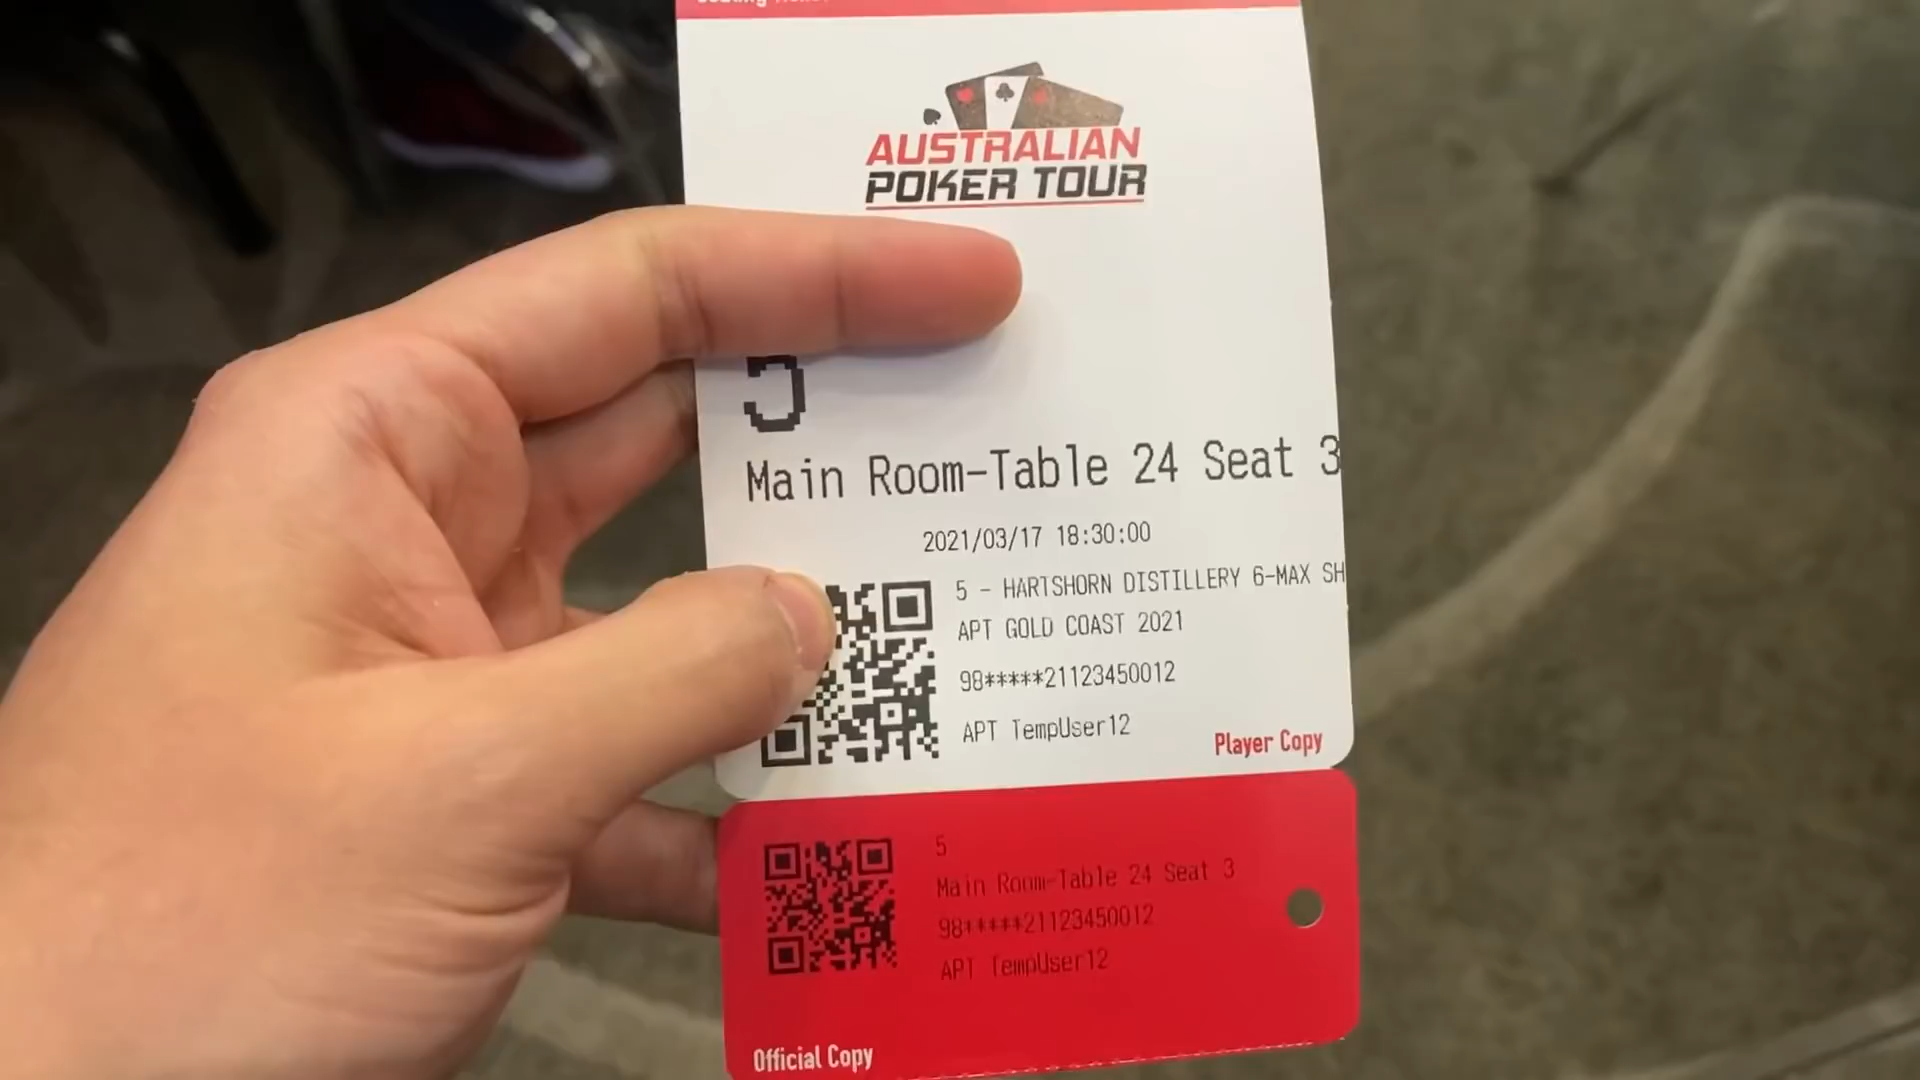 AUSTRALIAN
POKER TOUR
5
Main Room-Table 24 Seat 3
2021/03/17 18:30:00
5 - HARTSHORN DISTILLERY 6-MAX SH
APT GOLD COAST 2021
98*****21123450012
APT TempUser12
Player Copy
5
Main Room-Table 24 Seat 3
98*****21123450012
APT TempUser12
Official Copy